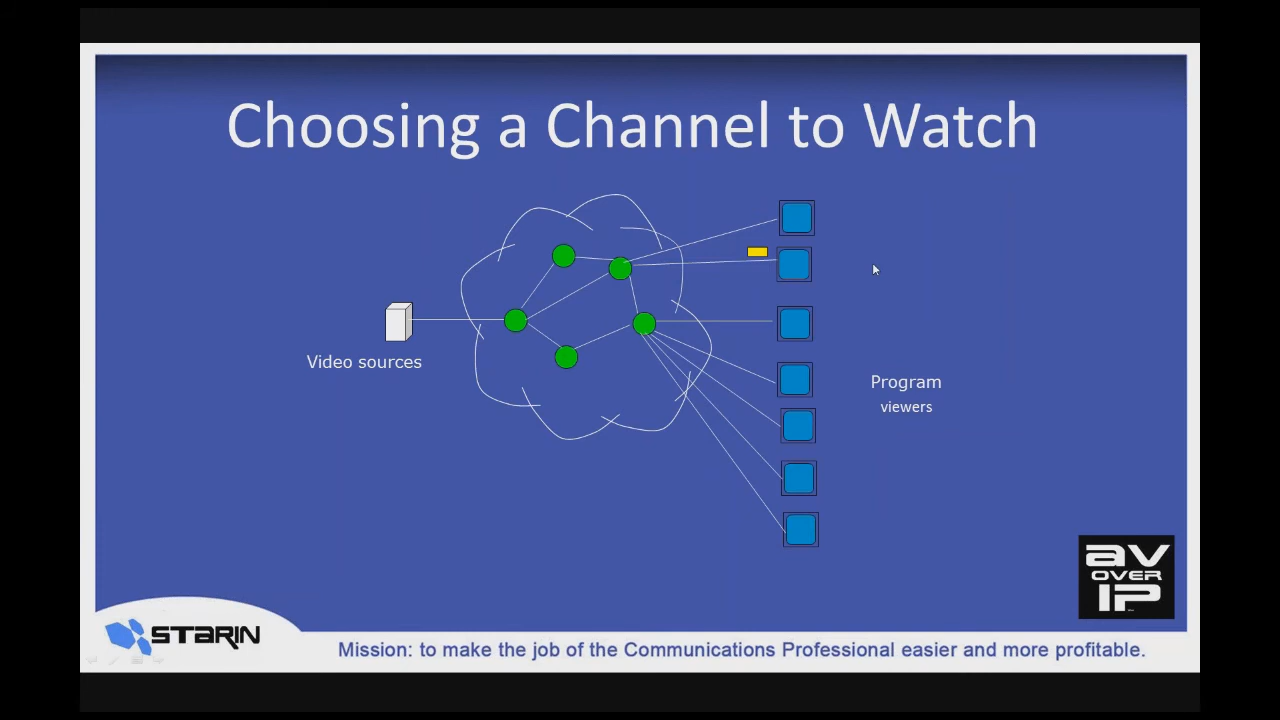 Choosing a Channel to Watch
Video sources
Program
viewers
av
OVER
IP
STARIN
Mission: to make the job of the Communications Professional easier and more profitable.